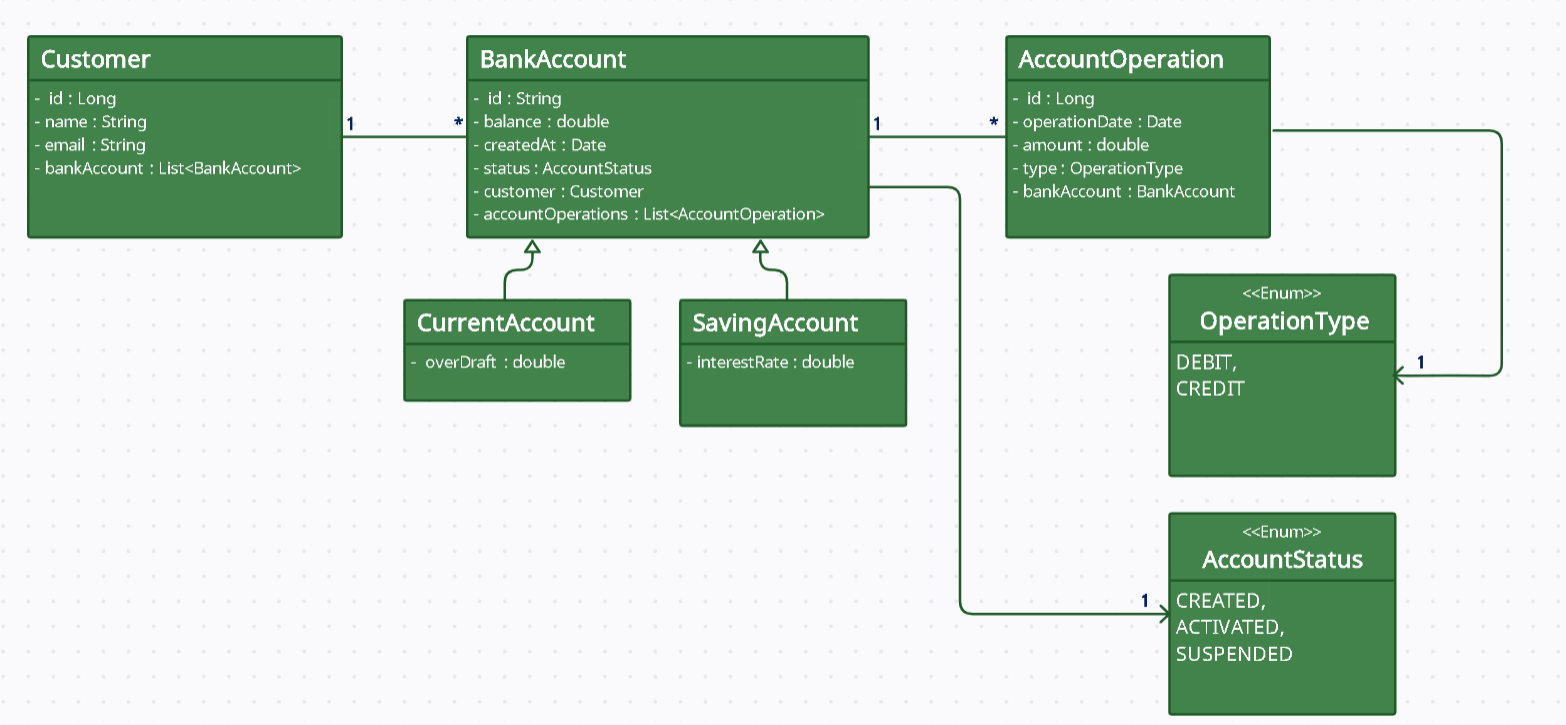 Customer
- id : Long
- name : String
- email : String
- bankAccount : List<BankAccount>
1
*
BankAccount
- id : String
- balance : double
- createdAt : Date
- status : AccountStatus
- customer : Customer
- accountOperations : List<AccountOperation>
1
*
AccountOperation
- id : Long
- operationDate : Date
- amount : double
- type : OperationType
- bankAccount : BankAccount
CurrentAccount
- overDraft : double
SavingAccount
- interestRate : double
<<Enum>>
OperationType
DEBIT,
CREDIT
1
<<Enum>>
AccountStatus
1
CREATED,
ACTIVATED,
SUSPENDED